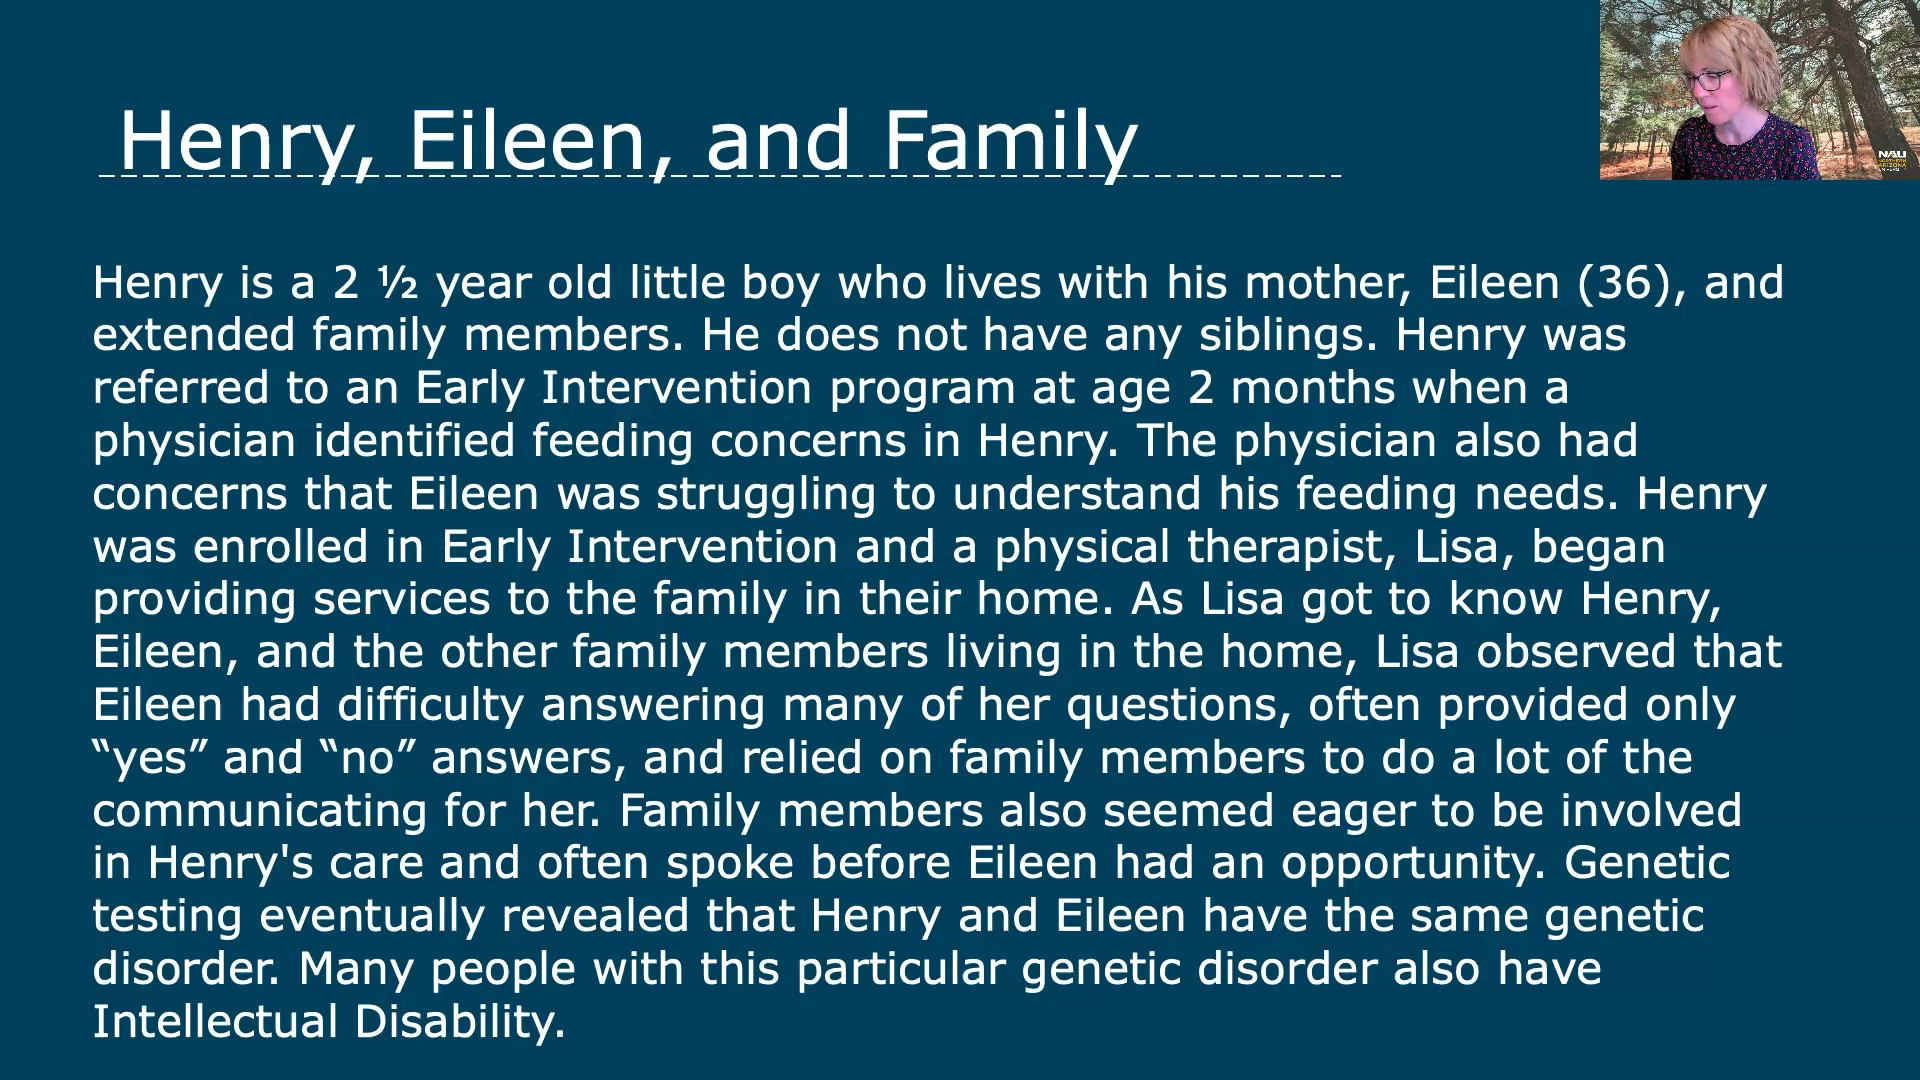 Henry, Eileen, and Family
Henry is a 2 ½ year old little boy who lives with his mother, Eileen (36), and
extended family members. He does not have any siblings. Henry was
referred to an Early Intervention program at age 2 months when a
physician identified feeding concerns in Henry. The physician also had
concerns that Eileen was struggling to understand his feeding needs. Henry
was enrolled in Early Intervention and a physical therapist, Lisa, began
providing services to the family in their home. As Lisa got to know Henry,
Eileen, and the other family members living in the home, Lisa observed that
Eileen had difficulty answering many of her questions, often provided only
“yes” and “no” answers, and relied on family members to do a lot of the
communicating for her. Family members also seemed eager to be involved
in Henry's care and often spoke before Eileen had an opportunity. Genetic
testing eventually revealed that Henry and Eileen have the same genetic
disorder. Many people with this particular genetic disorder also have
Intellectual Disability.
NAU
NORTHERN
ARIZONA